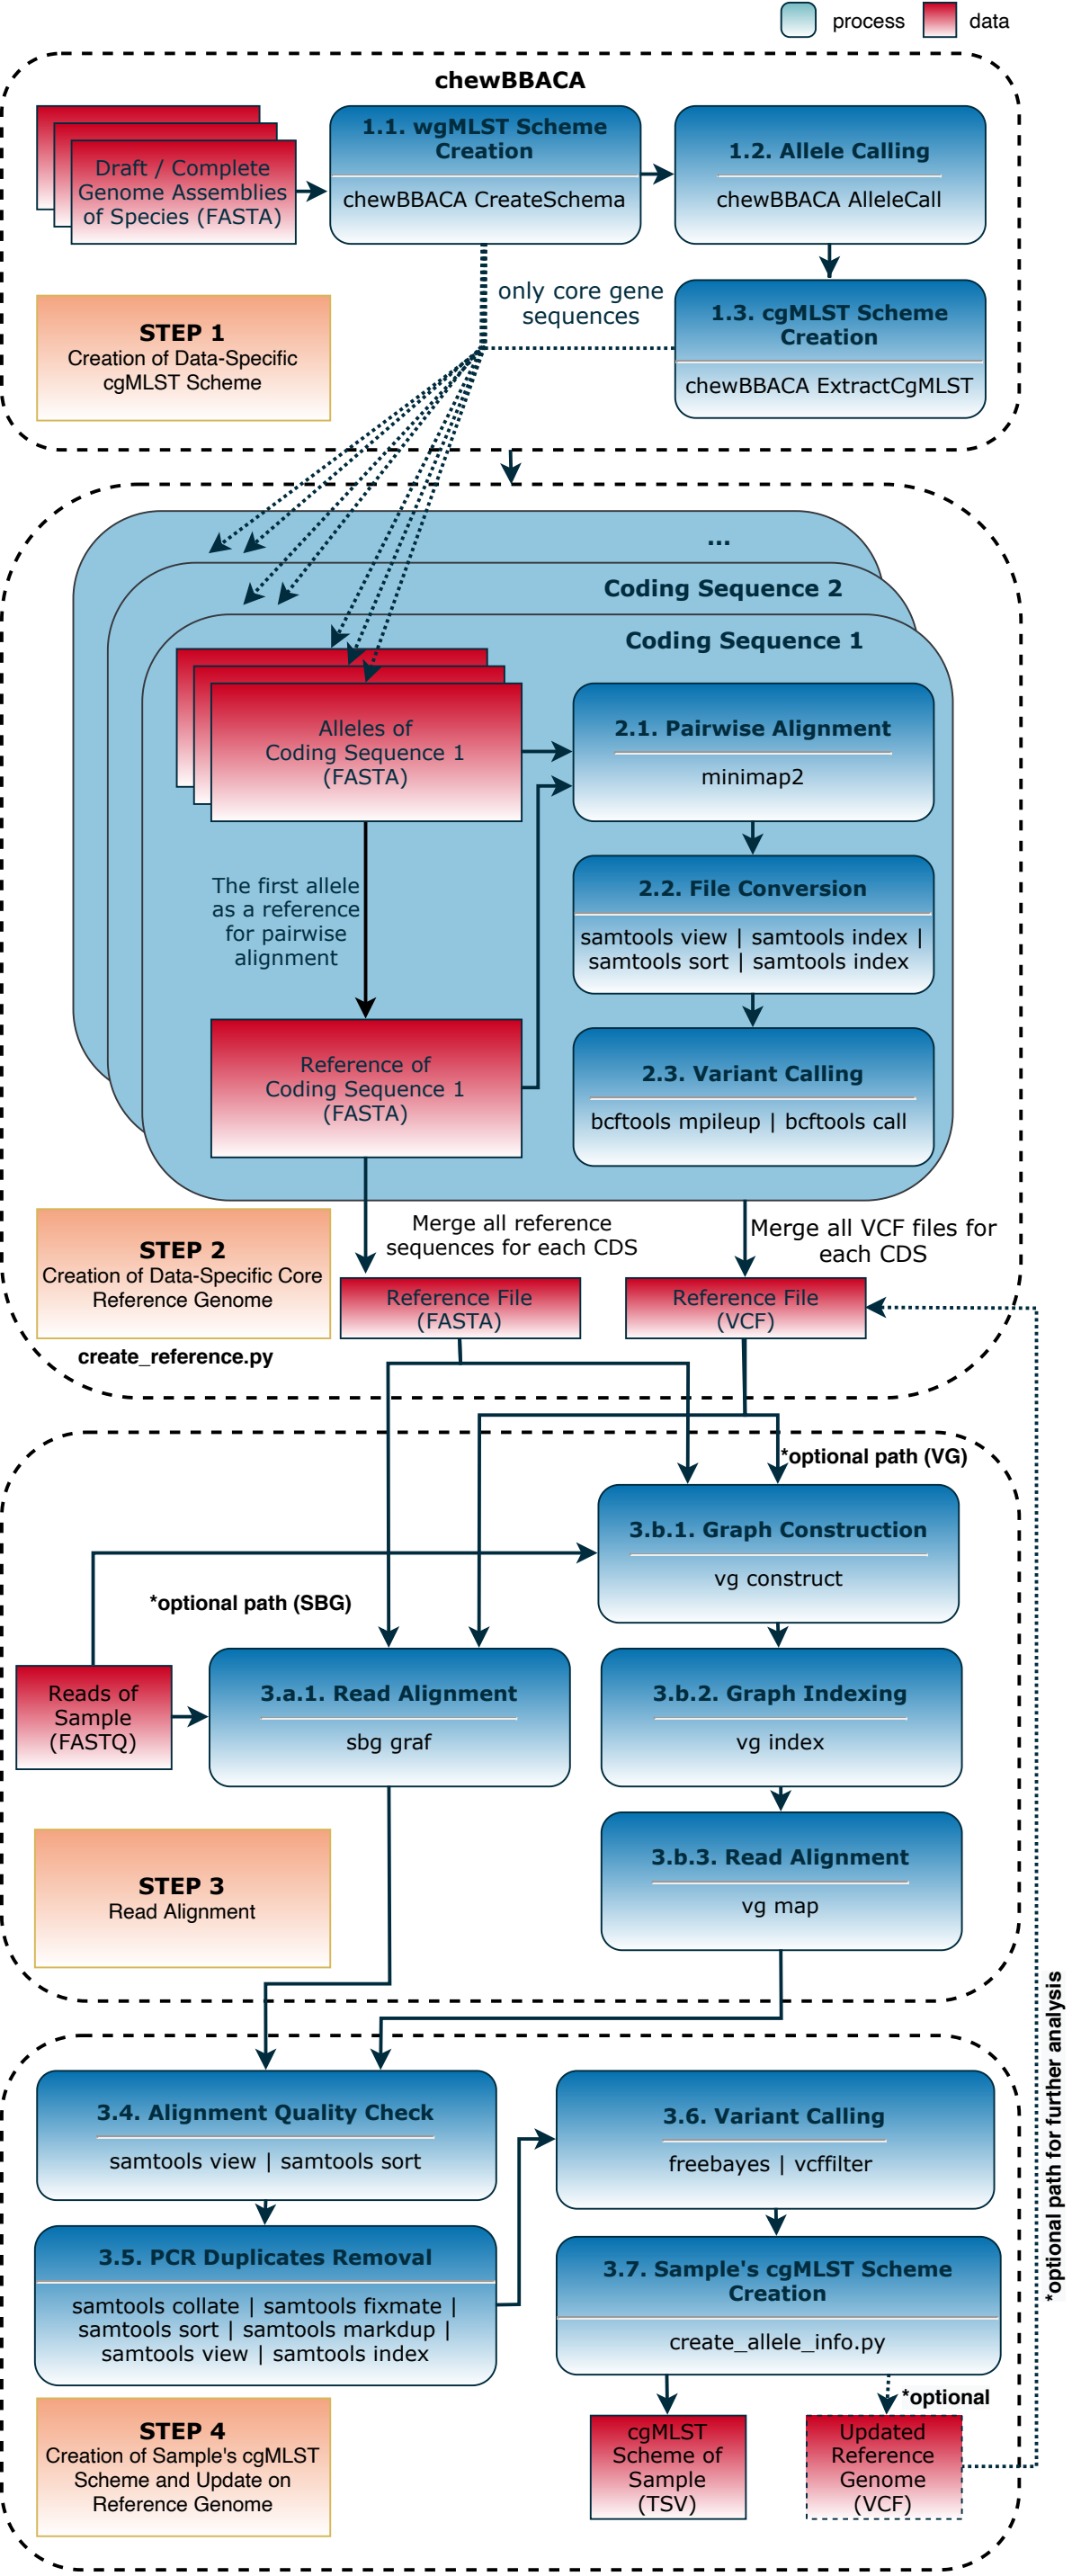 process
data
chewBBACA
Draft / Complete
Genome Assemblies
of Species (FASTA)
1.1. wgMLST Scheme
Creation
chewBBACA CreateSchema
1.2. Allele Calling
chewBBACA AlleleCall
only core gene
sequences
1.3. cgMLST Scheme
Creation
chewBBACA ExtractCgMLST
STEP 1
Creation of Data-Specific
cgMLST Scheme
...
Coding Sequence 2
Coding Sequence 1
Alleles of
Coding Sequence 1
(FASTA)
2.1. Pairwise Alignment
minimap2
The first allele
as a reference
for pairwise
alignment
2.2. File Conversion
samtools view | samtools index |
samtools sort | samtools index
Reference of
Coding Sequence 1
(FASTA)
2.3. Variant Calling
bcftools mpileup | bcftools call
STEP 2
Creation of Data-Specific Core
Reference Genome
create_reference.py
Merge all reference
sequences for each CDS
Merge all VCF files for
each CDS
Reference File
(FASTA)
Reference File
(VCF)
*optional path (VG)
3.b.1. Graph Construction
vg construct
*optional path (SBG)
Reads of
Sample
(FASTQ)
3.a.1. Read Alignment
sbg graf
3.b.2. Graph Indexing
vg index
3.b.3. Read Alignment
vg map
STEP 3
Read Alignment
*optional path for further analysis
3.4. Alignment Quality Check
samtools view | samtools sort
3.6. Variant Calling
freebayes | vcffilter
3.5. PCR Duplicates Removal
samtools collate | samtools fixmate |
samtools sort | samtools markdup |
samtools view | samtools index
3.7. Sample's cgMLST Scheme
Creation
create_allele_info.py
*optional
STEP 4
Creation of Sample's cgMLST
Scheme and Update on
Reference Genome
cgMLST
Scheme of
Sample
(TSV)
Updated
Reference
Genome
(VCF)